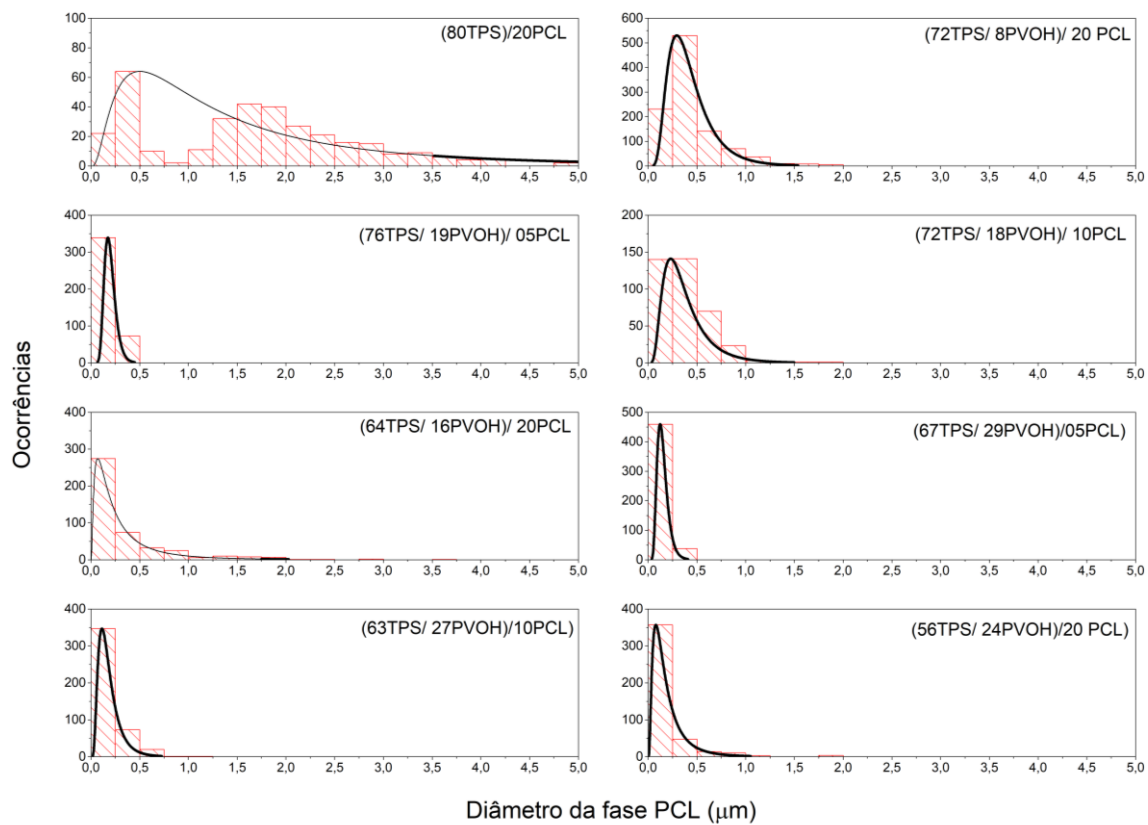 (80TPS)/20PCL
100
80
60
40
20
0
0,0 0,5 1,0 1,5 2,0 2,5 3,0 3,5 4,0 4,5 5,0
(72TPS/ 8PVOH)/ 20 PCL
600
500
400
300
200
100
0
0,0 0,5 1,0 1,5 2,0 2,5 3,0 3,5 4,0 4,5 5,0
(76TPS/ 19PVOH)/ 05PCL
400
300
200
100
0
0,0 0,5 1,0 1,5 2,0 2,5 3,0 3,5 4,0 4,5 5,0
(72TPS/ 18PVOH)/ 10PCL
200
150
100
50
0
0,0 0,5 1,0 1,5 2,0 2,5 3,0 3,5 4,0 4,5 5,0
Ocorrências
(64TPS/ 16PVOH)/ 20PCL
400
300
200
100
0
0,0 0,5 1,0 1,5 2,0 2,5 3,0 3,5 4,0 4,5 5,0
(67TPS/ 29PVOH)/05PCL)
500
400
300
200
100
0
0,0 0,5 1,0 1,5 2,0 2,5 3,0 3,5 4,0 4,5 5,0
(63TPS/ 27PVOH)/10PCL)
400
300
200
100
0
0,0 0,5 1,0 1,5 2,0 2,5 3,0 3,5 4,0 4,5 5,0
(56TPS/ 24PVOH)/20 PCL)
400
300
200
100
0
0,0 0,5 1,0 1,5 2,0 2,5 3,0 3,5 4,0 4,5 5,0
Diâmetro da fase PCL (μm)